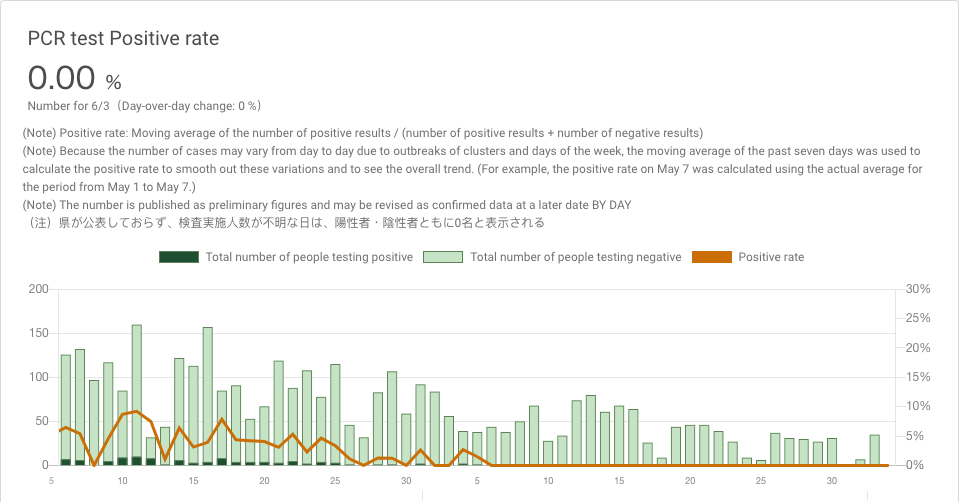 PCR test Positive rate
0.00 %
Number for 6/3（Day-over-day change: 0 %）
(Note) Positive rate: Moving average of the number of positive results / (number of positive results + number of negative results)
(Note) Because the number of cases may vary from day to day due to outbreaks of clusters and days of the week, the moving average of the past seven days was used to
calculate the positive rate to smooth out these variations and to see the overall trend. (For example, the positive rate on May 7 was calculated using the actual average for
the period from May 1 to May 7.)
(Note) The number is published as preliminary figures and may be revised as confirmed data at a later date BY DAY
（注）県が公表しておらず、検査実施人数が不明な日は、陽性者・陰性者ともに0名と表示される
Total number of people testing positive Total number of people testing negative Positive rate
200 30%
25%
150
20%
100 15%
10%
50
5%
0 0%
5 10 15 20 25 30 5 10 15 20 25 30